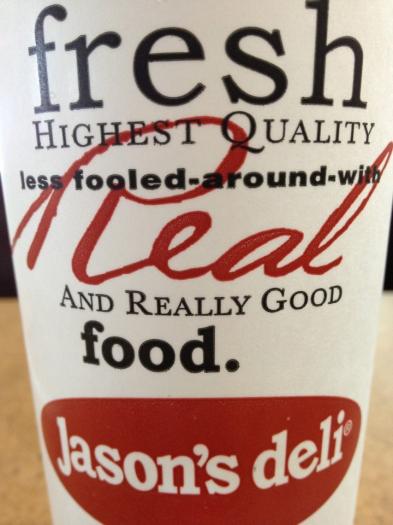 fresh
HIGHEST QUALITY
less fooled-around-with
Real
AND REALLY GOOD
food.
Jason's deli®